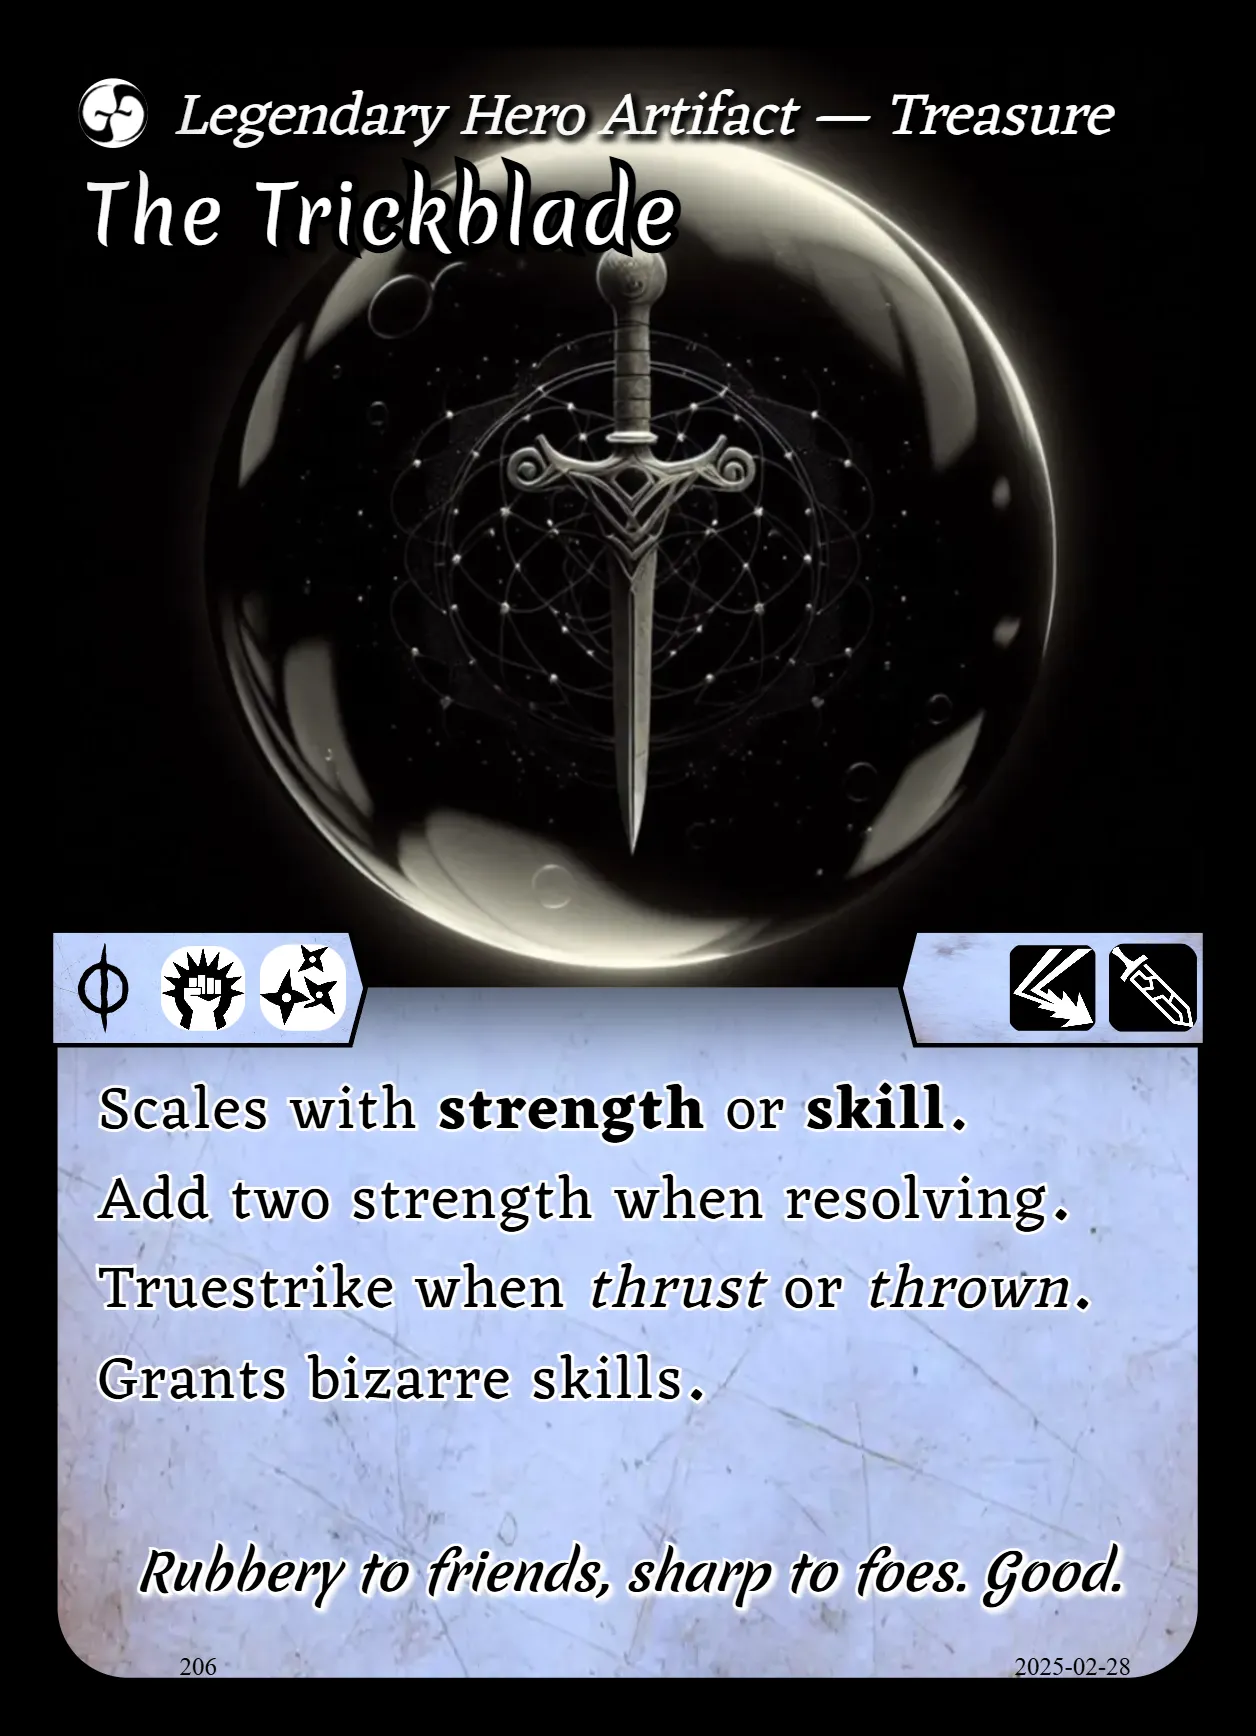 Legendary Hero Artifact — Treasure
The Trickblade
Scales with strength or skill.
Add two strength when resolving.
Truestrike when thrust or thrown.
Grants bizarre skills.
Rubbery to friends, sharp to foes. Good.
206
2025-02-28